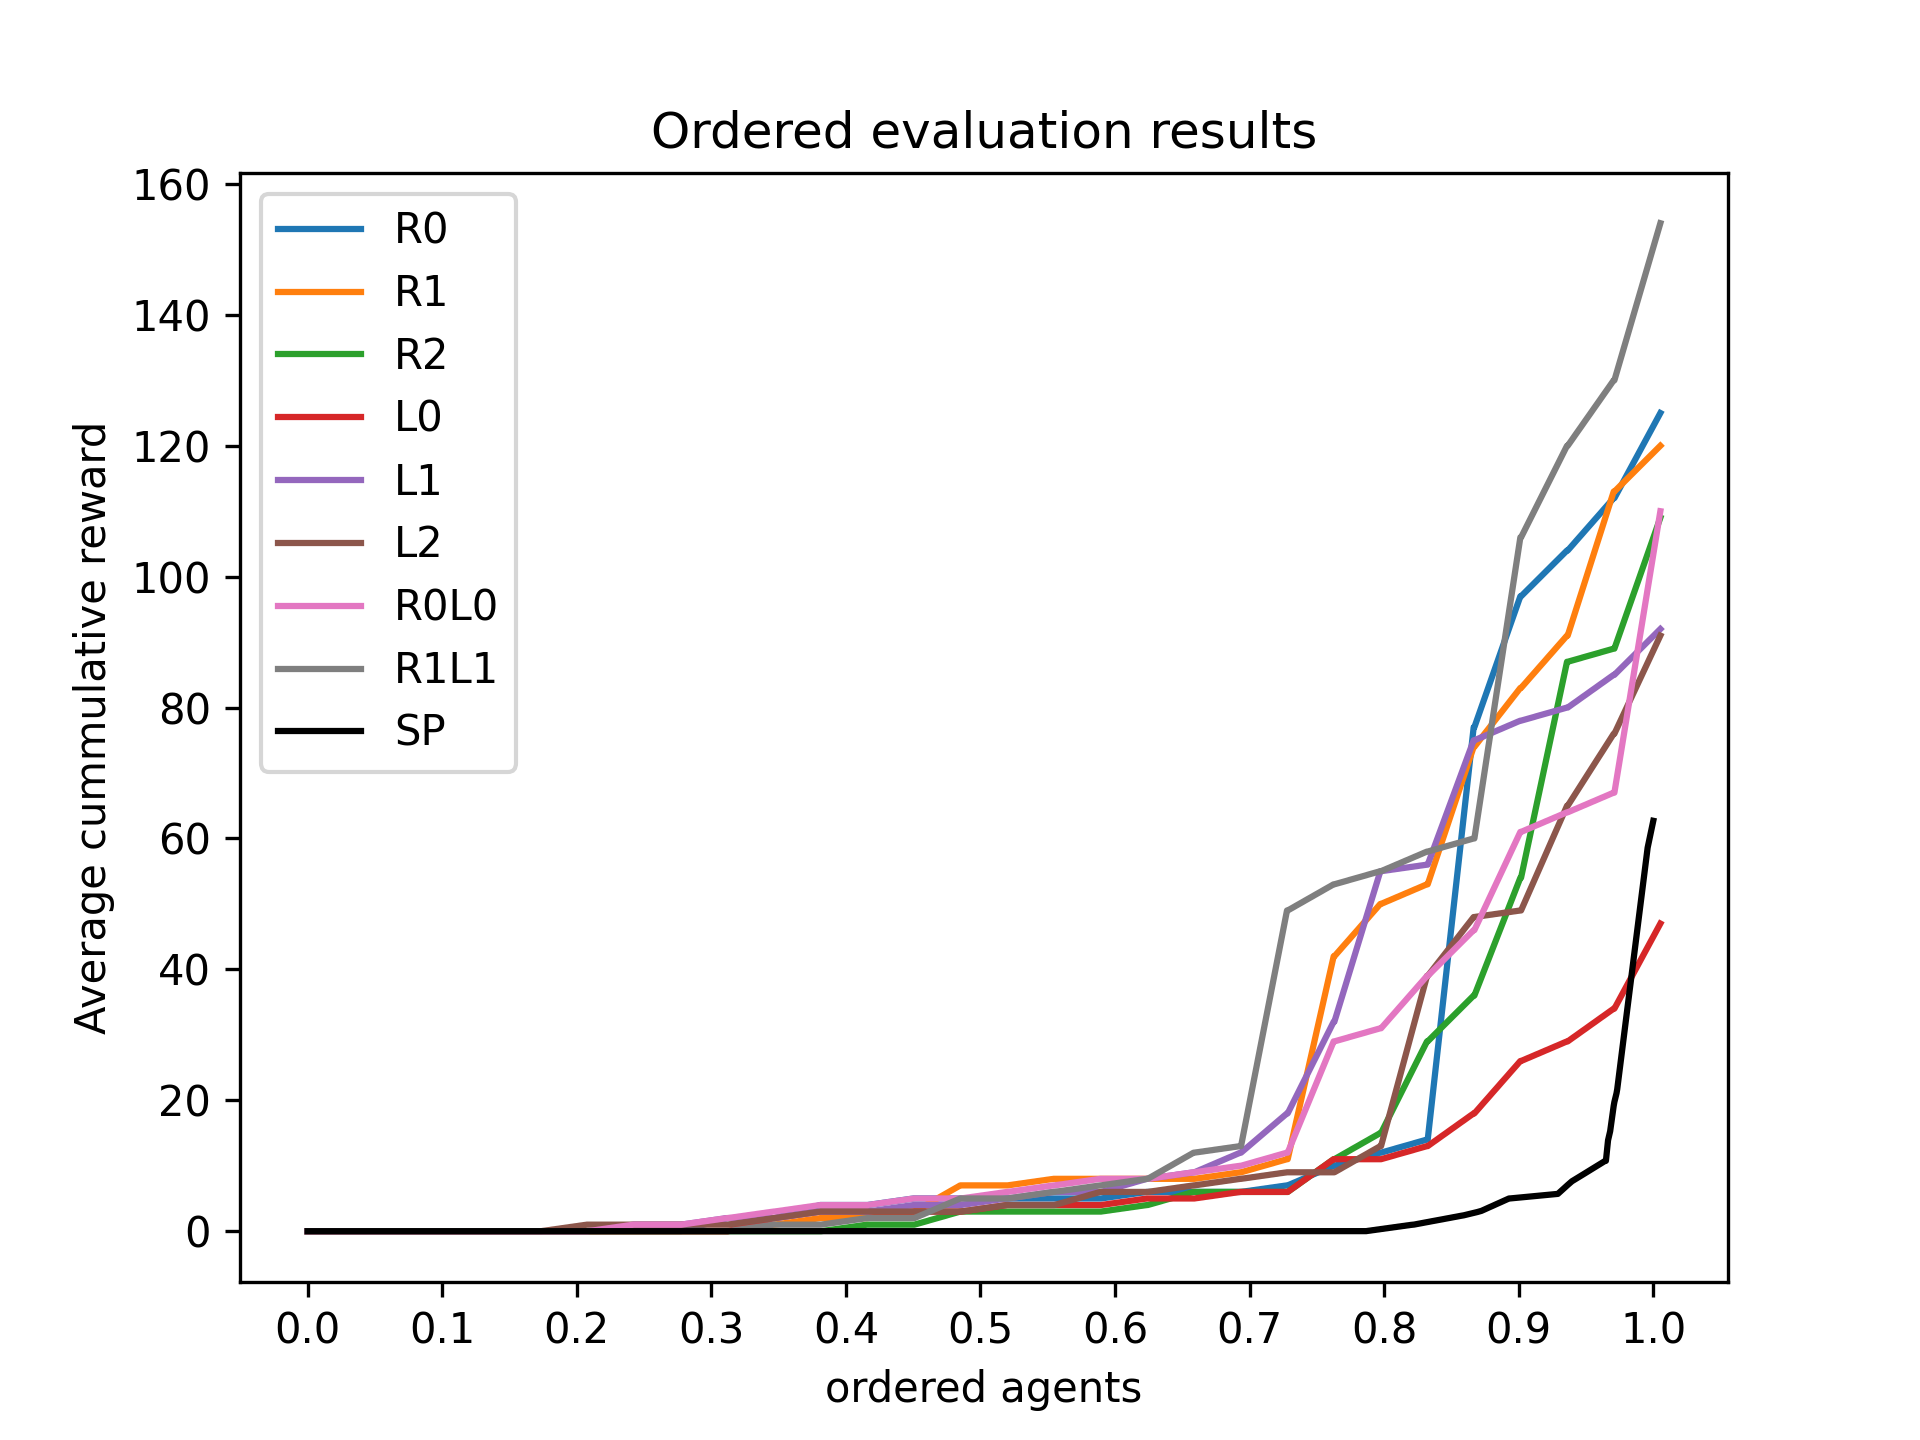 Ordered evaluation results
160
140
120
100
80
60
40
20
0
Average cummulative reward
R0
R1
R2
L0
L1
L2
R0L0
R1L1
SP
0.0 0.1 0.2 0.3 0.4 0.5 0.6 0.7 0.8 0.9 1.0
ordered agents